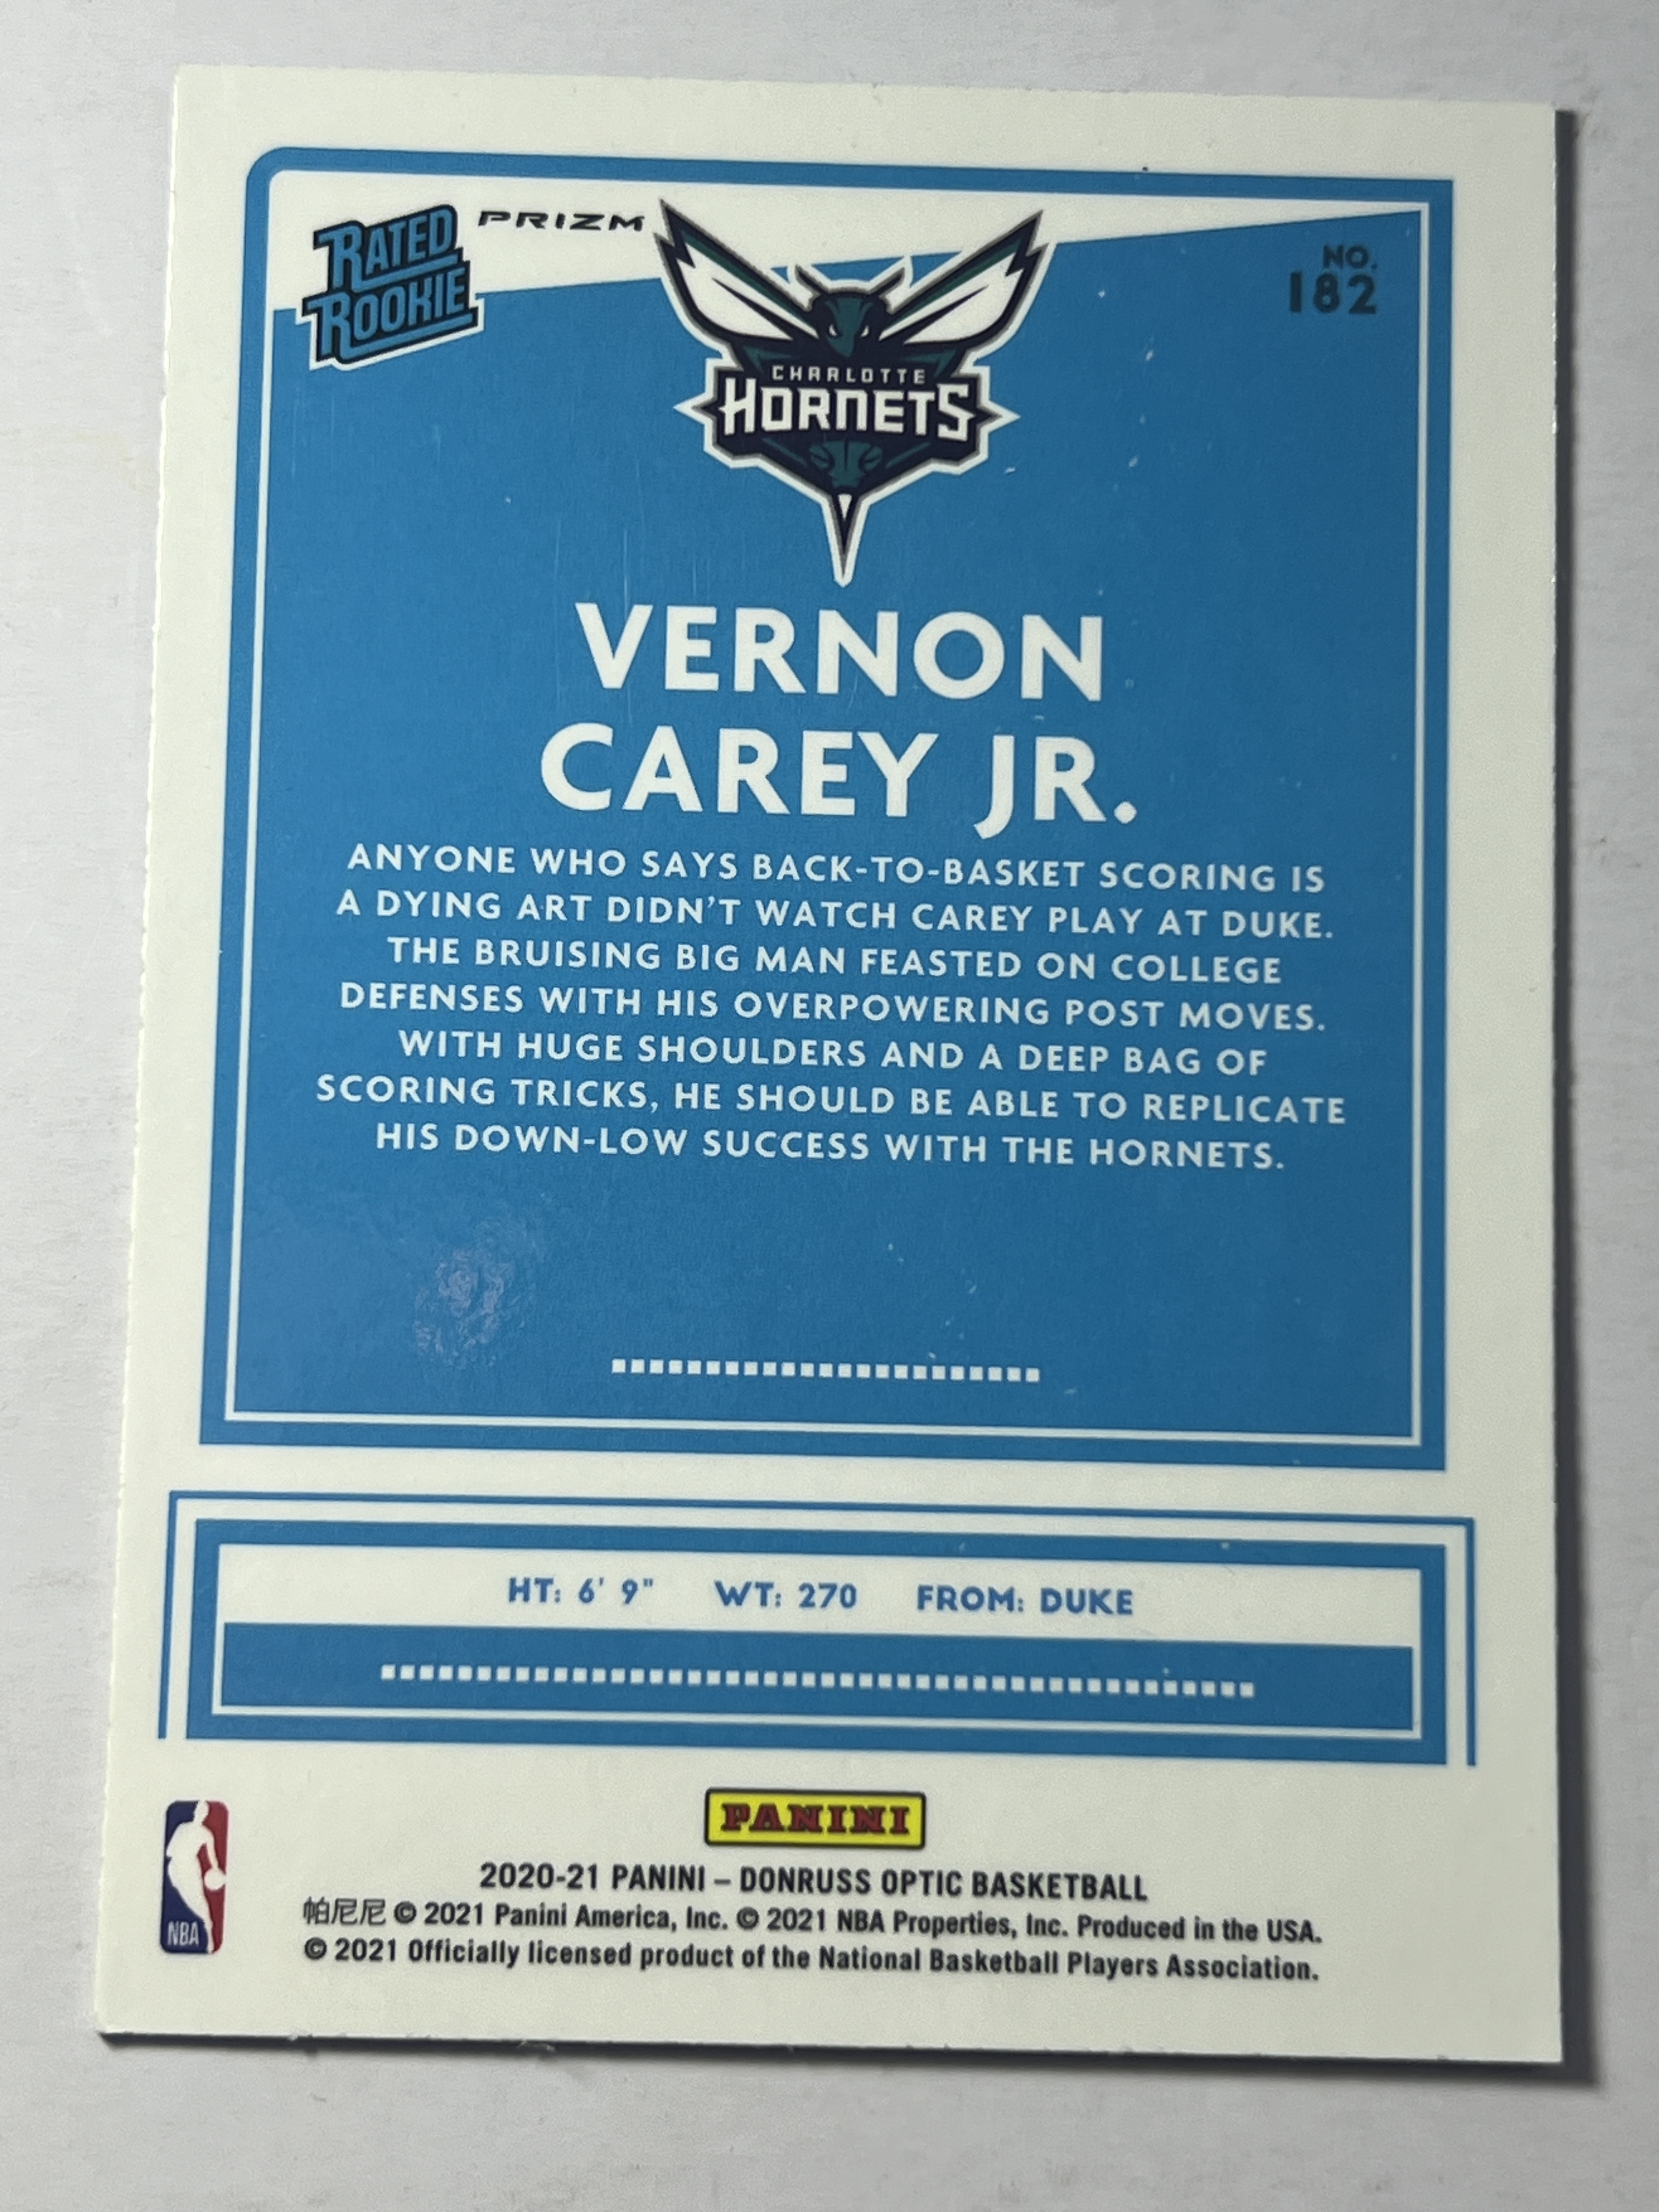 RATED
ROOKIE
PRIZM
NO.
182
CHARLOTTE
HORNETS
VERNON
CAREY JR.
ANYONE WHO SAYS BACK-TO-BASKET SCORING IS
A DYING ART DIDN'T WATCH CAREY PLAY AT DUKE.
THE BRUISING BIG MAN FEASTED ON COLLEGE
DEFENSES WITH HIS OVERPOWERING POST MOVES.
WITH HUGE SHOULDERS AND A DEEP BAG OF
SCORING TRICKS, HE SHOULD BE ABLE TO REPLICATE
HIS DOWN-LOW SUCCESS WITH THE HORNETS.
HT: 6' 9" WT: 270 FROM: DUKE
PANINI
NBA
2020-21 PANINI – DONRUSS OPTIC BASKETBALL
帕尼尼 © 2021 Panini America, Inc. © 2021 NBA Properties, Inc. Produced in the USA.
© 2021 Officially licensed product of the National Basketball Players Association.